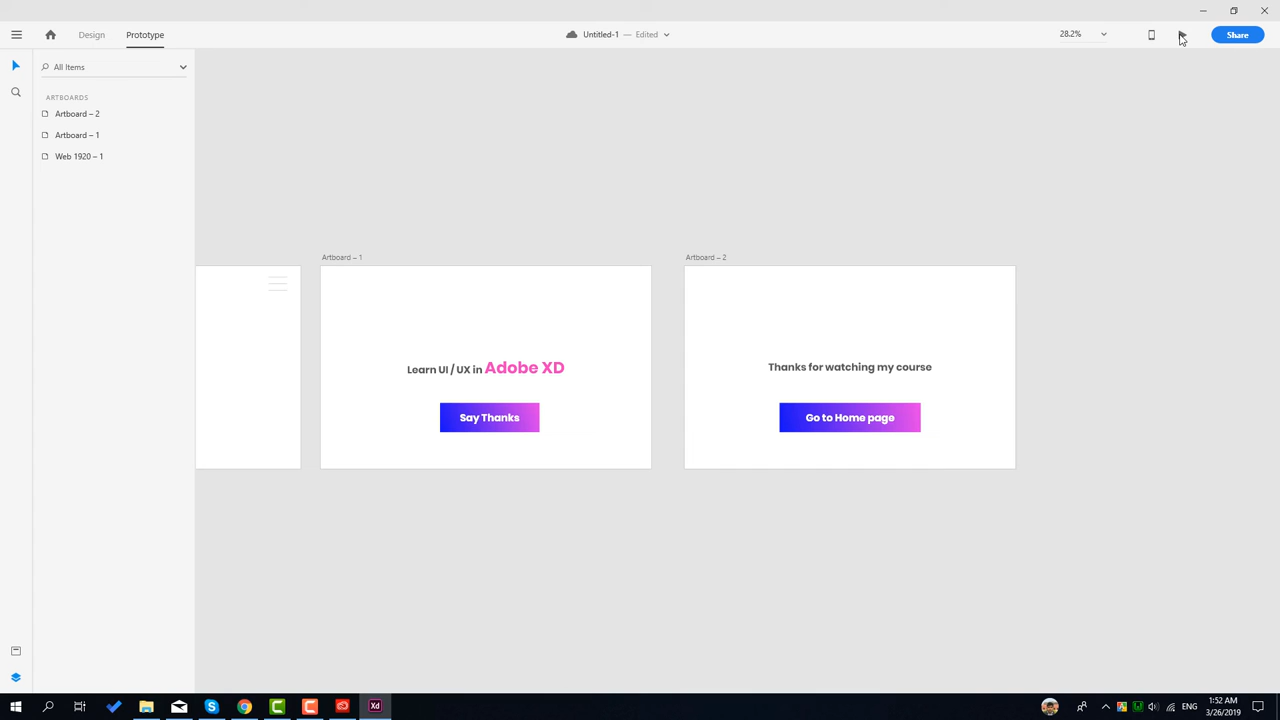 Design
Prototype
Untitled-1 — Edited
28.2%
Share
All Items
ARTBOARDS
Artboard – 2
Artboard – 1
Web 1920 – 1
Artboard – 1
Artboard – 2
Learn UI / UX in Adobe XD
Say Thanks
Thanks for watching my course
Go to Home page
Xd
ENG
1:52 AM
3/26/2019